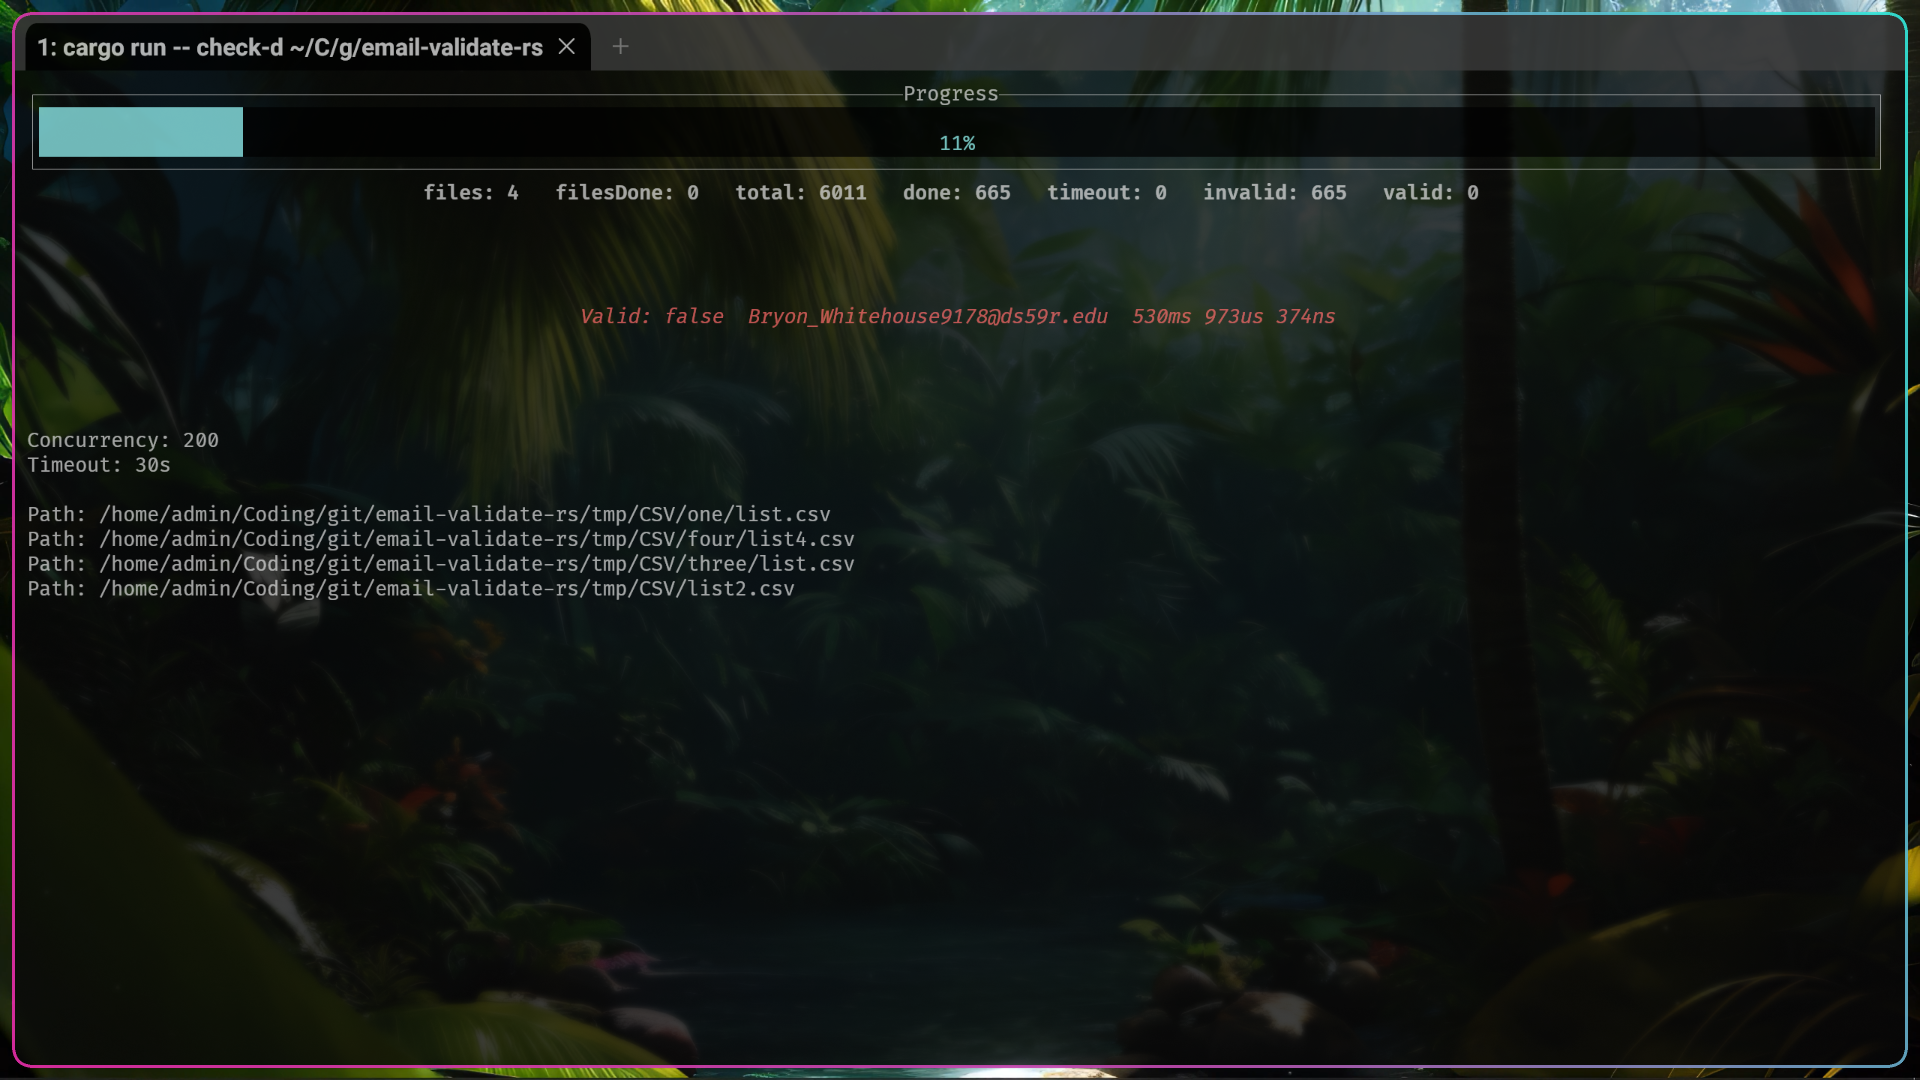 1: cargo run -- check-d ~/C/g/email-validate-rs
Progress
11%
files: 4 filesDone: 0 total: 6011 done: 665 timeout: 0 invalid: 665 valid: 0
Valid: false Bryon_Whitehouse9178@ds59r.edu 530ms 973us 374ns
Concurrency: 200
Timeout: 30s
Path: /home/admin/Coding/git/email-validate-rs/tmp/CSV/one/list.csv
Path: /home/admin/Coding/git/email-validate-rs/tmp/CSV/four/list4.csv
Path: /home/admin/Coding/git/email-validate-rs/tmp/CSV/three/list.csv
Path: /home/admin/Coding/git/email-validate-rs/tmp/CSV/list2.csv